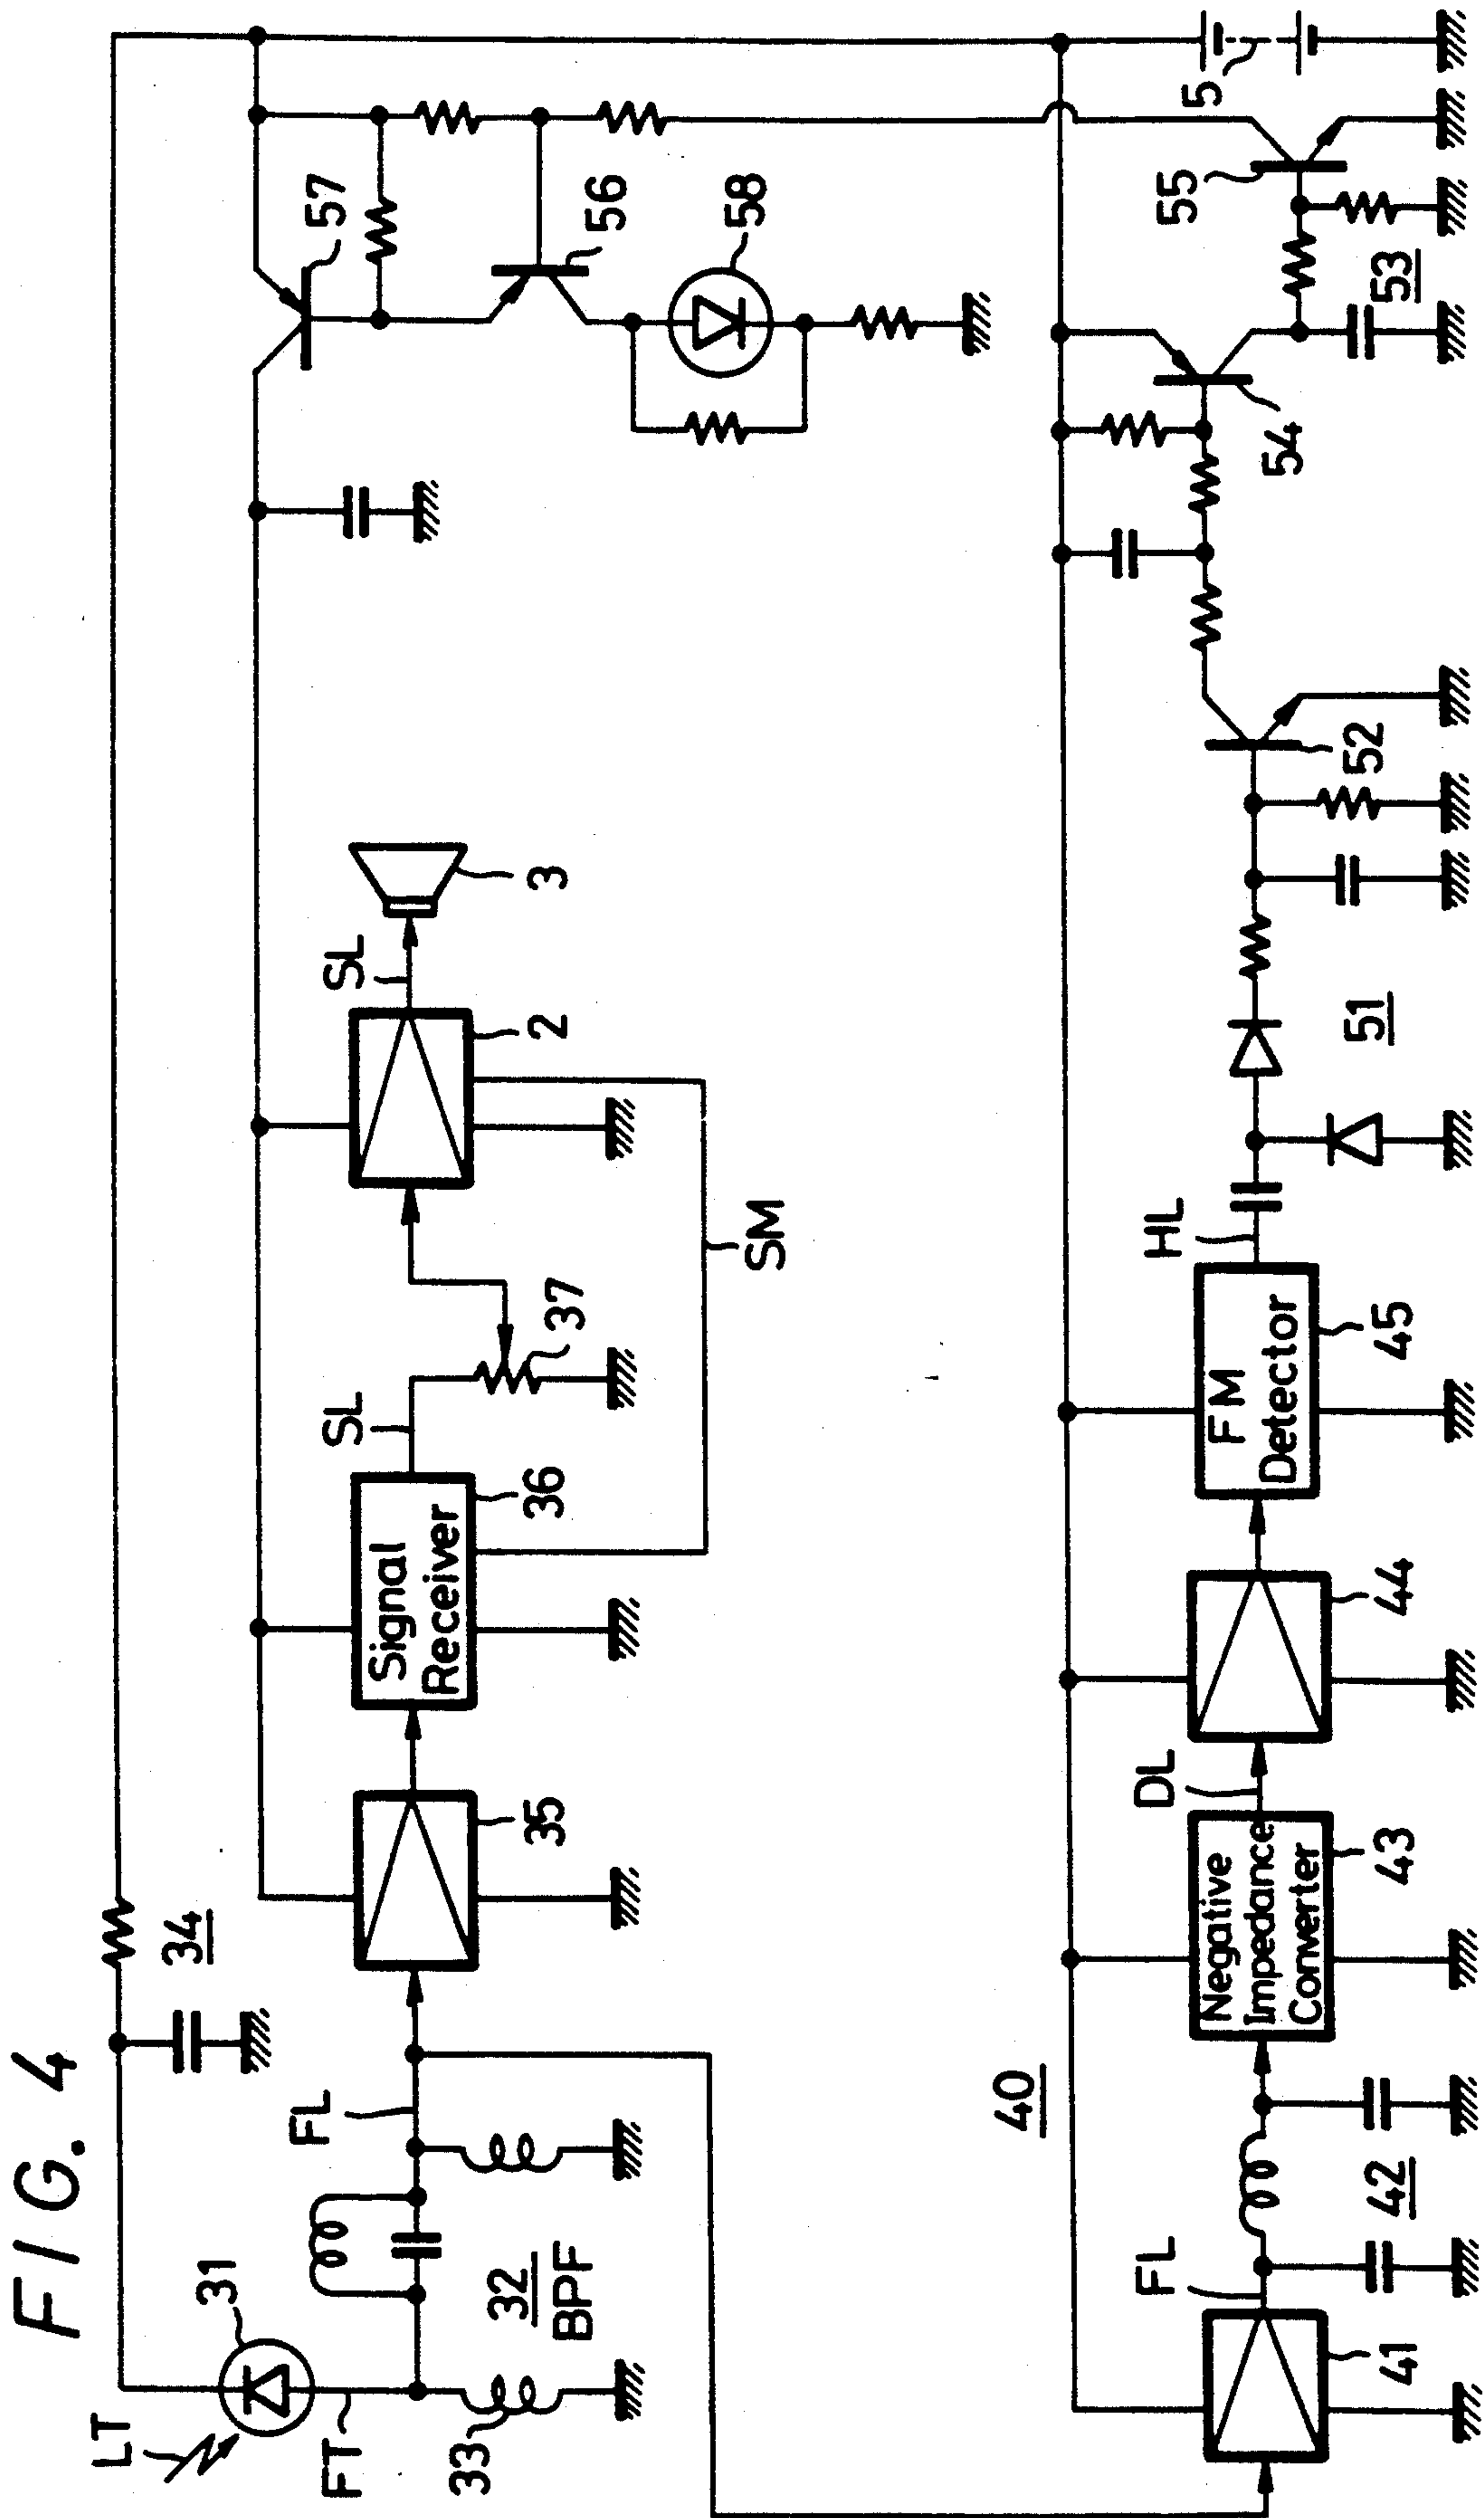 FIG. 4
LT
31
FT
33
32
BPF
FL
34
35
Signal
Receiver
36
SL
37
SM
2
SL
3
57
56
58
40
41
FL
42
Negative
Impedance
Converter
43
DL
44
FM
Detector
45
HL
51
52
54
53
55
5